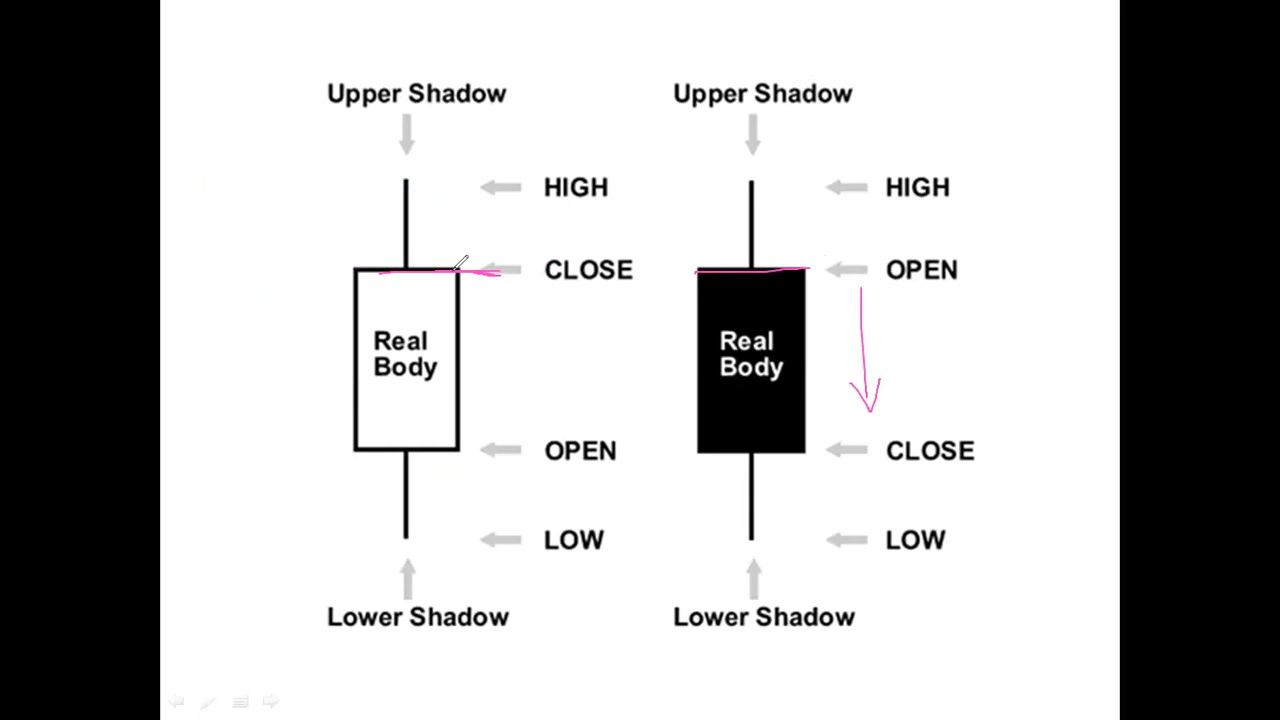 Upper Shadow
HIGH
CLOSE
Real
Body
OPEN
LOW
Lower Shadow
Upper Shadow
HIGH
OPEN
Real
Body
CLOSE
LOW
Lower Shadow